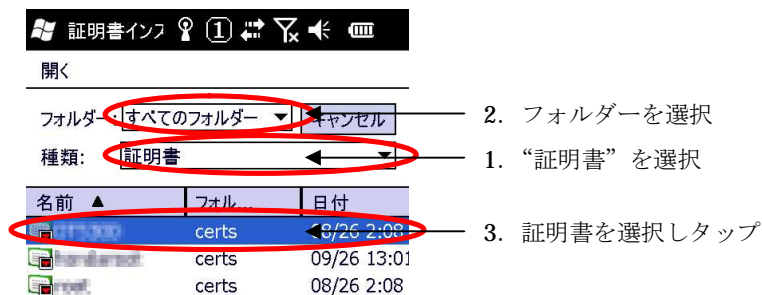 証明書インス 1
開く
フォルダー: すべてのフォルダー キャンセル
2. フォルダーを選択
種類: 証明書
1. “証明書”を選択
名前 ▲ フォル... 日付
certs 08/26 2:08
3. 証明書を選択しタップ
certs 09/26 13:01
certs 08/26 2:08